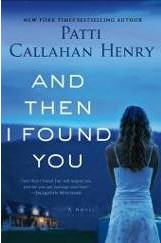 NEW YORK TIMES BESTSELLING AUTHOR
PATTI
CALLAHAN HENRY
AND
THEN
I FOUND
YOU
A Novel